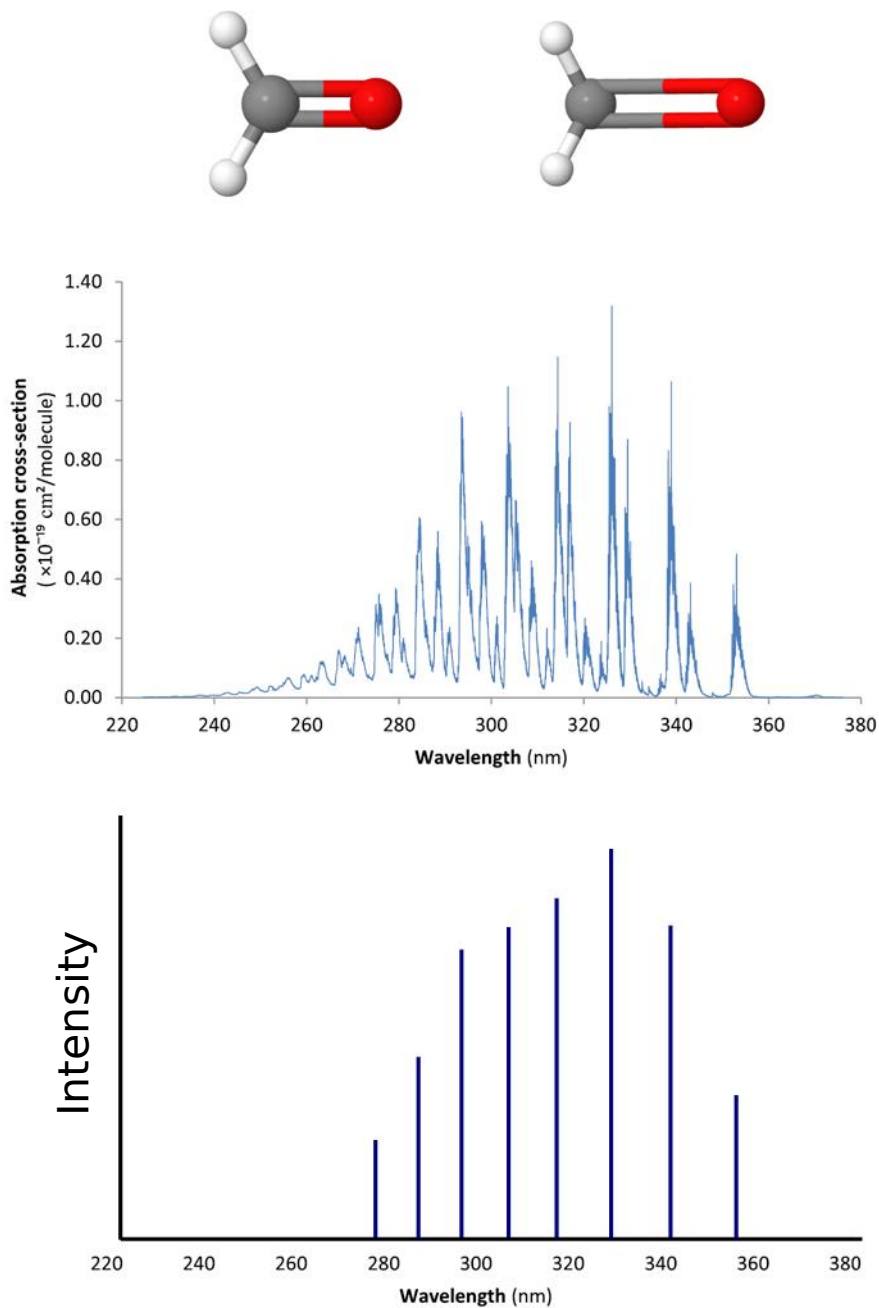 1.40
1.20
1.00
0.80
0.60
0.40
0.20
0.00
Absorption cross-section
( ×10⁻¹⁹ cm²/molecule)
220 240 260 280 300 320 340 360 380
Wavelength (nm)
Intensity
220 240 260 280 300 320 340 360 380
Wavelength (nm)